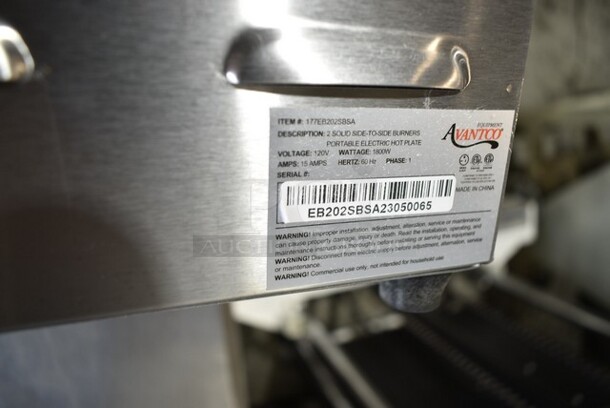 ITEM #: 177EB202SBSA
DESCRIPTION: 2 SOLID SIDE-TO-SIDE BURNERS
PORTABLE ELECTRIC HOT PLATE
VOLTAGE: 120V WATTAGE: 1800W
AMPS: 15 AMPS HERTZ: 60 Hz PHASE: 1
SERIAL #:
EQUIPMENT
AVANTCO
MADE IN CHINA
EB202SBSA23050065
WARNING! Improper installation, adjustment, alteration, service or maintenance
can cause property damage, injury or death. Read the installation, operating, and
maintenance instructions thoroughly before installing or servicing this equipment
WARNING! Disconnect from electric supply before adjustment, alteration, service
or maintenance.
WARNING! Commercial use only, not intended for household use.